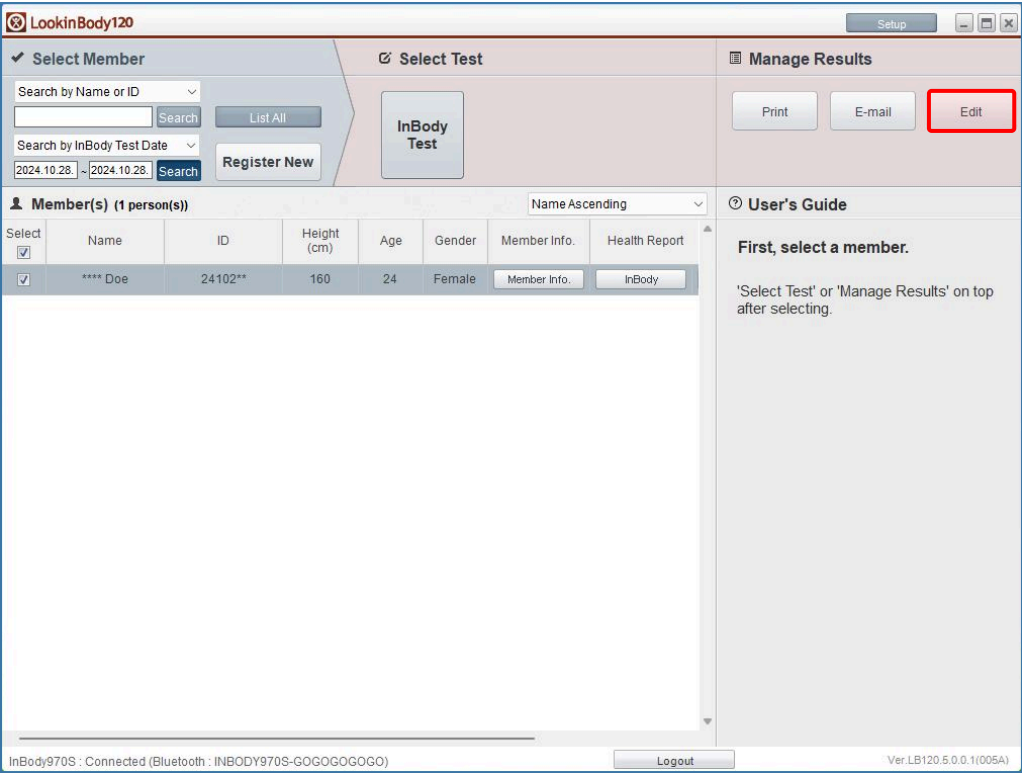 LookinBody120
Setup
Select Member
Search by Name or ID
Search
List All
Search by InBody Test Date
2024.10.28. ~ 2024.10.28. Search
Register New
Select Test
InBody
Test
Manage Results
Print E-mail Edit
Member(s) (1 person(s))
Name Ascending
Select Name ID Height
(cm) Age Gender Member Info. Health Report
**** Doe 24102** 160 24 Female Member Info. InBody
User's Guide
First, select a member.
'Select Test' or 'Manage Results' on top
after selecting.
InBody970S : Connected (Bluetooth : INBODY970S-GOGOGOGOGO)
Logout
Ver.LB120.5.0.0.1(005A)